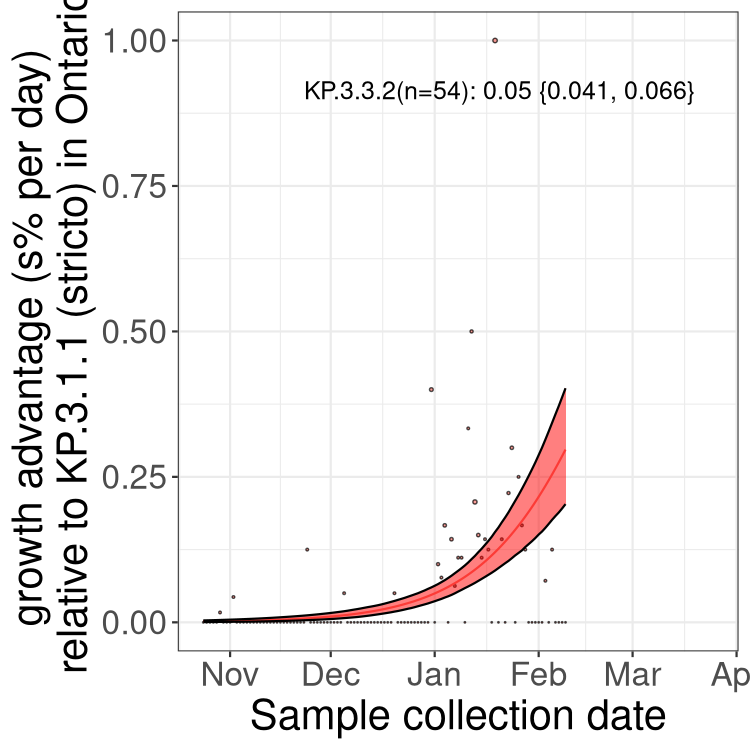 growth advantage (s% per day)
relative to KP.3.1.1 (stricto) in Ontario
1.00
KP.3.3.2(n=54): 0.05 {0.041, 0.066}
0.75
0.50
0.25
0.00
Nov Dec Jan Feb Mar Ap
Sample collection date